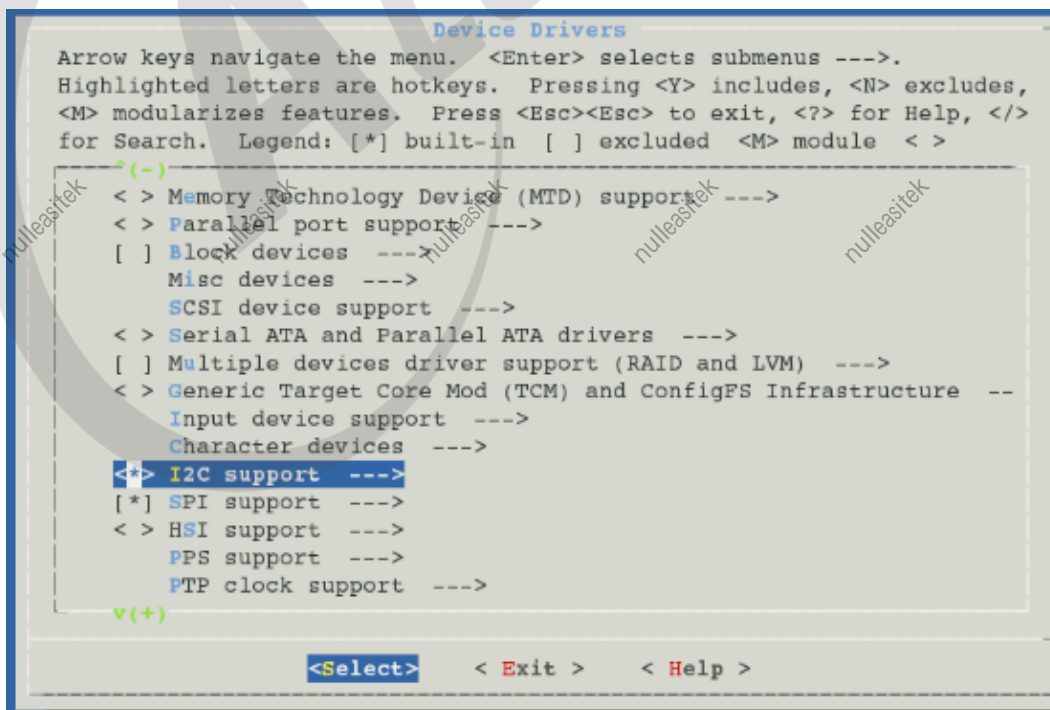 Device Drivers
Arrow keys navigate the menu.  <Enter> selects submenus --->.
Highlighted letters are hotkeys.  Pressing <Y> includes, <N> excludes,
<M> modularizes features.  Press <Esc><Esc> to exit, <?> for Help, </>
for Search.  Legend: [*] built-in  [ ] excluded  <M> module  < >
^(-)
< > Memory Technology Device (MTD) support  --->
< > Parallel port support  --->
[ ] Block devices  --->
Misc devices  --->
SCSI device support  --->
< > Serial ATA and Parallel ATA drivers  --->
[ ] Multiple devices driver support (RAID and LVM)  --->
< > Generic Target Core Mod (TCM) and ConfigFS Infrastructure  --
Input device support  --->
Character devices  --->
<*> I2C support  --->
[*] SPI support  --->
< > HSI support  --->
PPS support  --->
PTP clock support  --->
v(+)
<Select>    < Exit >    < Help >
nulleasitek
nulleasitek
nulleasitek
nulleasitek
nulleasitek